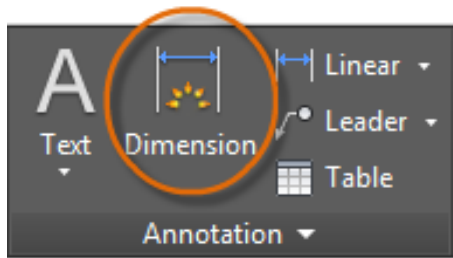 A
Text
Dimension
Linear
Leader
Table
Annotation